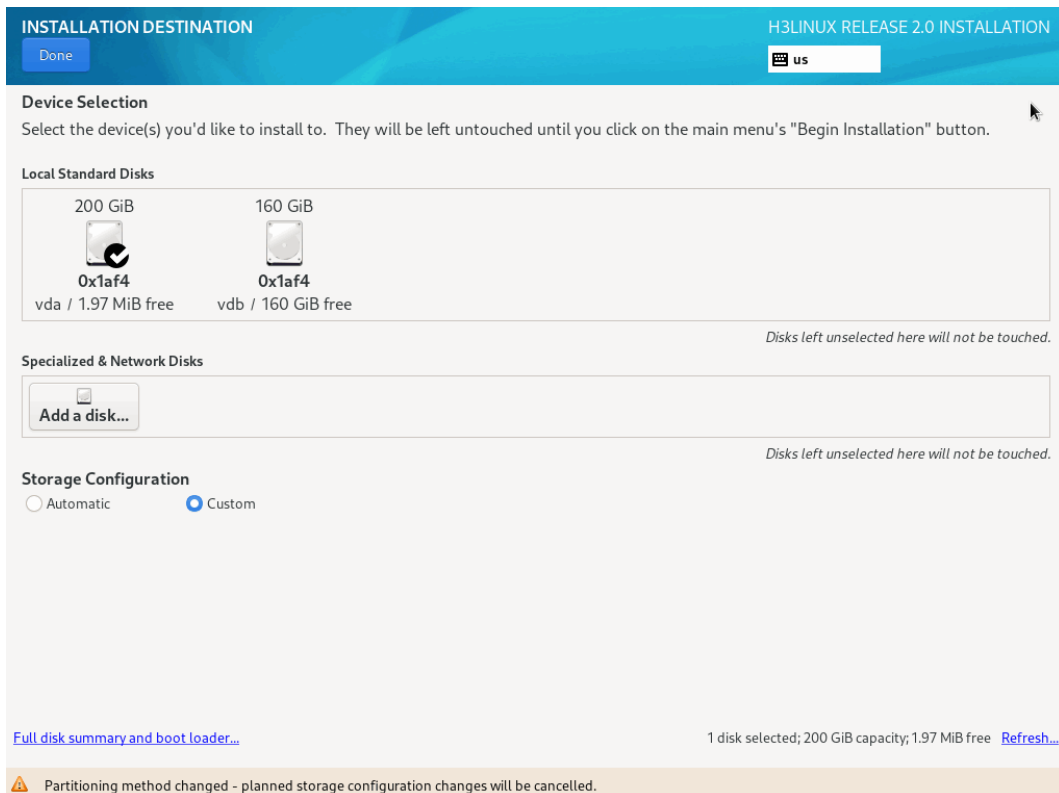 INSTALLATION DESTINATION
H3LINUX RELEASE 2.0 INSTALLATION
Done
us
Device Selection
Select the device(s) you'd like to install to. They will be left untouched until you click on the main menu's "Begin Installation" button.
Local Standard Disks
200 GiB
0x1af4
vda / 1.97 MiB free
160 GiB
0x1af4
vdb / 160 GiB free
Disks left unselected here will not be touched.
Specialized & Network Disks
Add a disk...
Disks left unselected here will not be touched.
Storage Configuration
Automatic
Custom
Full disk summary and boot loader...
1 disk selected; 200 GiB capacity; 1.97 MiB free Refresh...
Partitioning method changed - planned storage configuration changes will be cancelled.